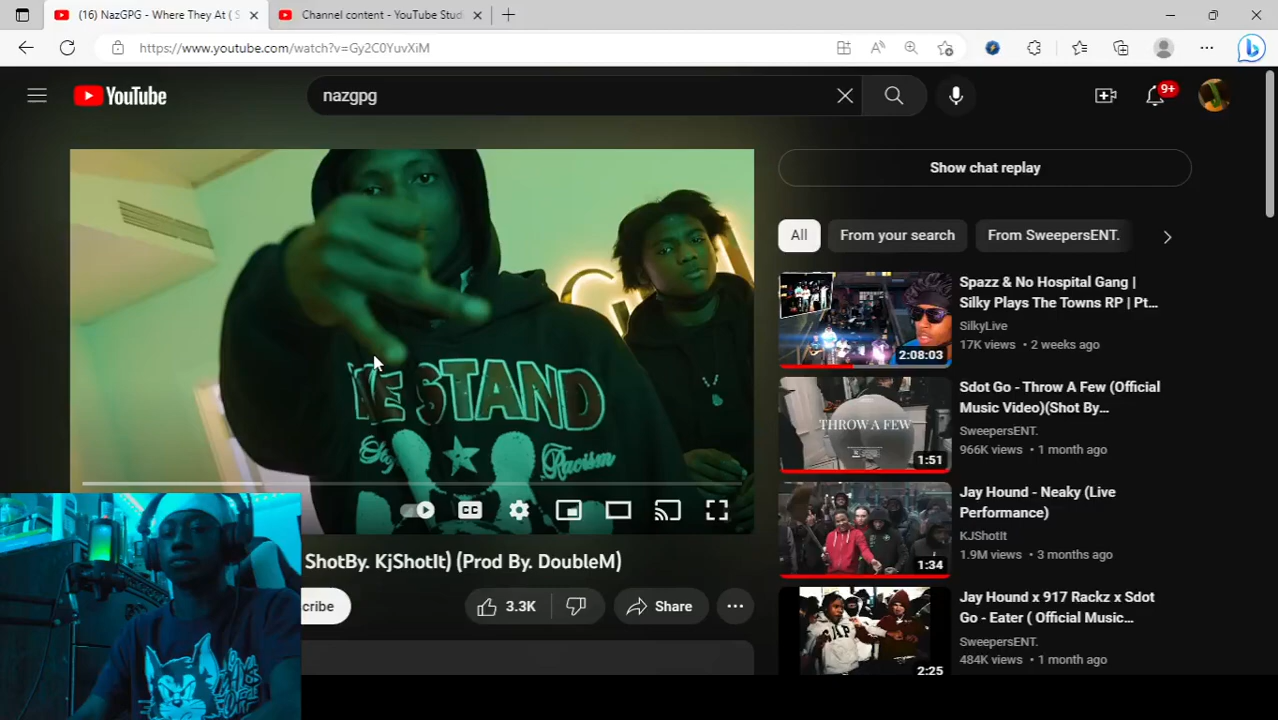 (16) NazGPG - Where They At ( S
Channel content - YouTube Stud
https://www.youtube.com/watch?v=Gy2C0YuvXiM
YouTube
nazgpg
9+
Show chat replay
All
From your search
From SweepersENT.
STAND
Racism
CC
ShotBy. KjShotIt) (Prod By. DoubleM)
cribe
3.3K
Share
Spazz & No Hospital Gang |
Silky Plays The Towns RP | Pt...
SilkyLive
17K views • 2 weeks ago
2:08:03
Sdot Go - Throw A Few (Official
Music Video)(Shot By...
SweepersENT.
966K views • 1 month ago
THROW A FEW
1:51
Jay Hound - Neaky (Live
Performance)
KJShotIt
1.9M views • 3 months ago
1:34
Jay Hound x 917 Rackz x Sdot
Go - Eater ( Official Music...
SweepersENT.
484K views • 1 month ago
GAP
2:25